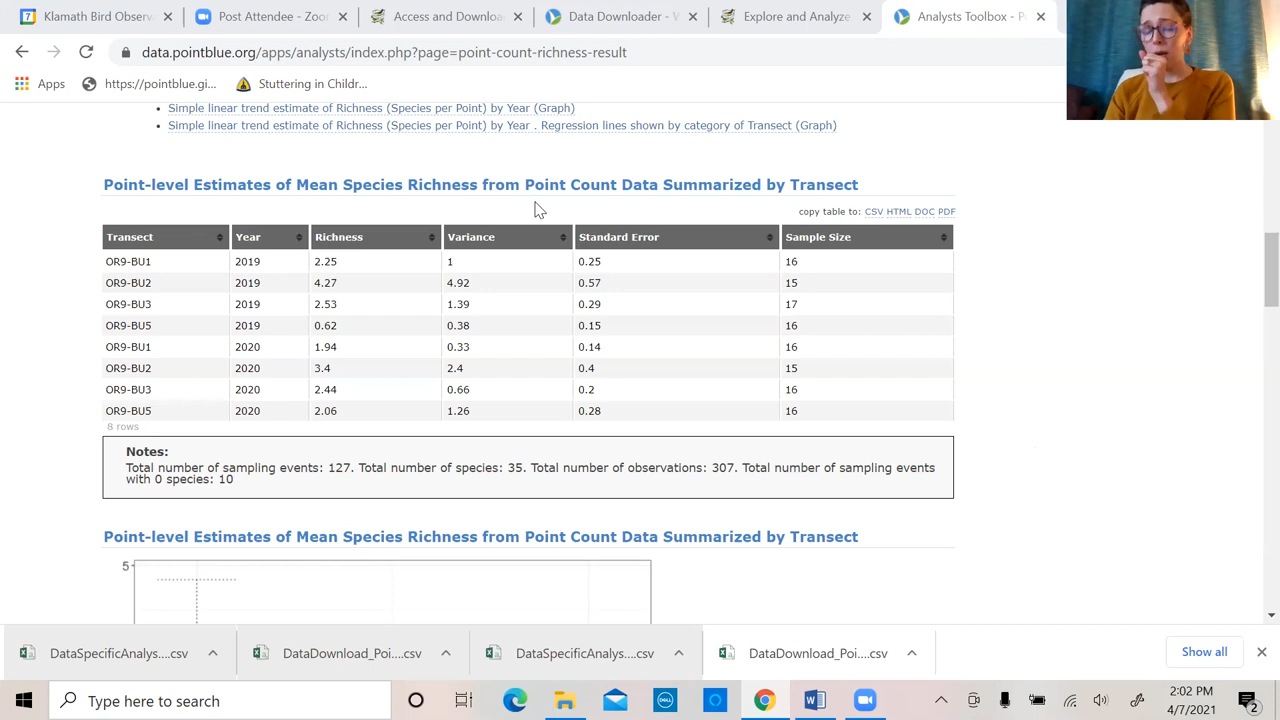 Klamath Bird Observa
Post Attendee - Zoo
Access and Downloa
Data Downloader - W
Explore and Analyze
Analysts Toolbox - P
data.pointblue.org/apps/analysts/index.php?page=point-count-richness-result
Apps
https://pointblue.gi...
Stuttering in Childr...
Simple linear trend estimate of Richness (Species per Point) by Year (Graph)
Simple linear trend estimate of Richness (Species per Point) by Year . Regression lines shown by category of Transect (Graph)
Point-level Estimates of Mean Species Richness from Point Count Data Summarized by Transect
copy table to: CSV HTML DOC PDF
Transect Year Richness Variance Standard Error Sample Size
OR9-BU1 2019 2.25 1 0.25 16
OR9-BU2 2019 4.27 4.92 0.57 15
OR9-BU3 2019 2.53 1.39 0.29 17
OR9-BU5 2019 0.62 0.38 0.15 16
OR9-BU1 2020 1.94 0.33 0.14 16
OR9-BU2 2020 3.4 2.4 0.4 15
OR9-BU3 2020 2.44 0.66 0.2 16
OR9-BU5 2020 2.06 1.26 0.28 16
8 rows
Notes:
Total number of sampling events: 127. Total number of species: 35. Total number of observations: 307. Total number of sampling events
with 0 species: 10
Point-level Estimates of Mean Species Richness from Point Count Data Summarized by Transect
5
DataSpecificAnalys....csv
DataDownload_Poi....csv
DataSpecificAnalys....csv
DataDownload_Poi....csv
Show all
Type here to search
2:02 PM
4/7/2021
2